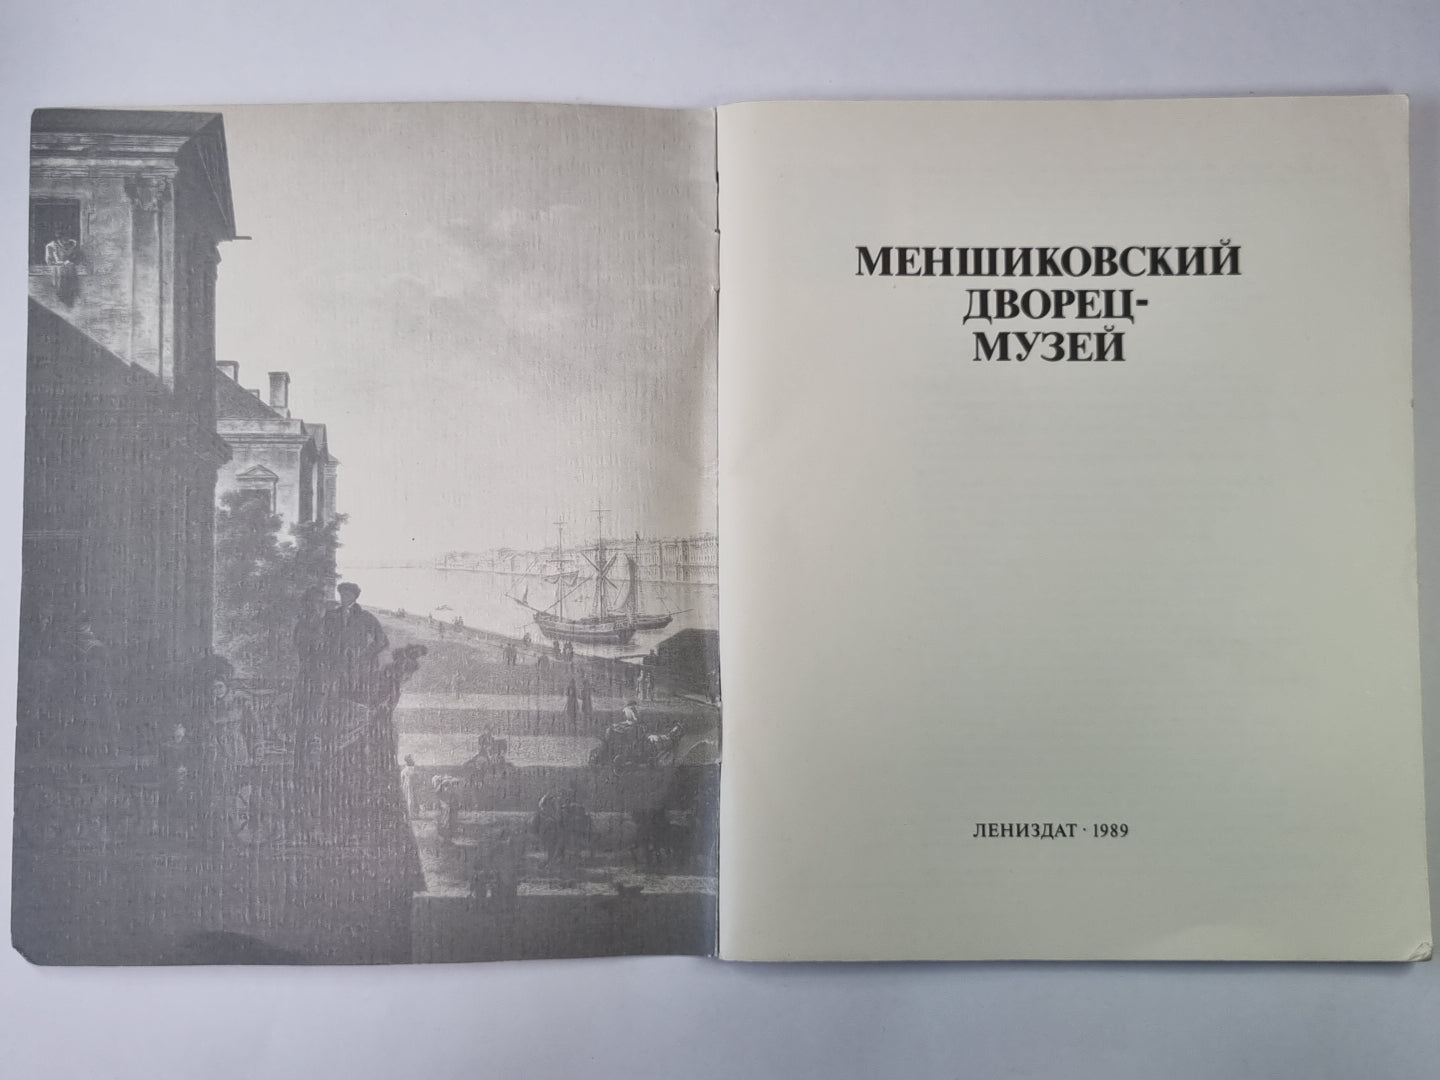 МЕНШИКОВСКИЙ
ДВОРЕЦ-
МУЗЕЙ
ЛЕНИЗДАТ · 1989